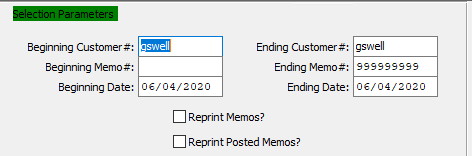 Selection Parameters
Beginning Customer#: gswell Ending Customer#: gswell
Beginning Memo#: Ending Memo#: 999999999
Beginning Date: 06/04/2020 Ending Date: 06/04/2020
Reprint Memos?
Reprint Posted Memos?